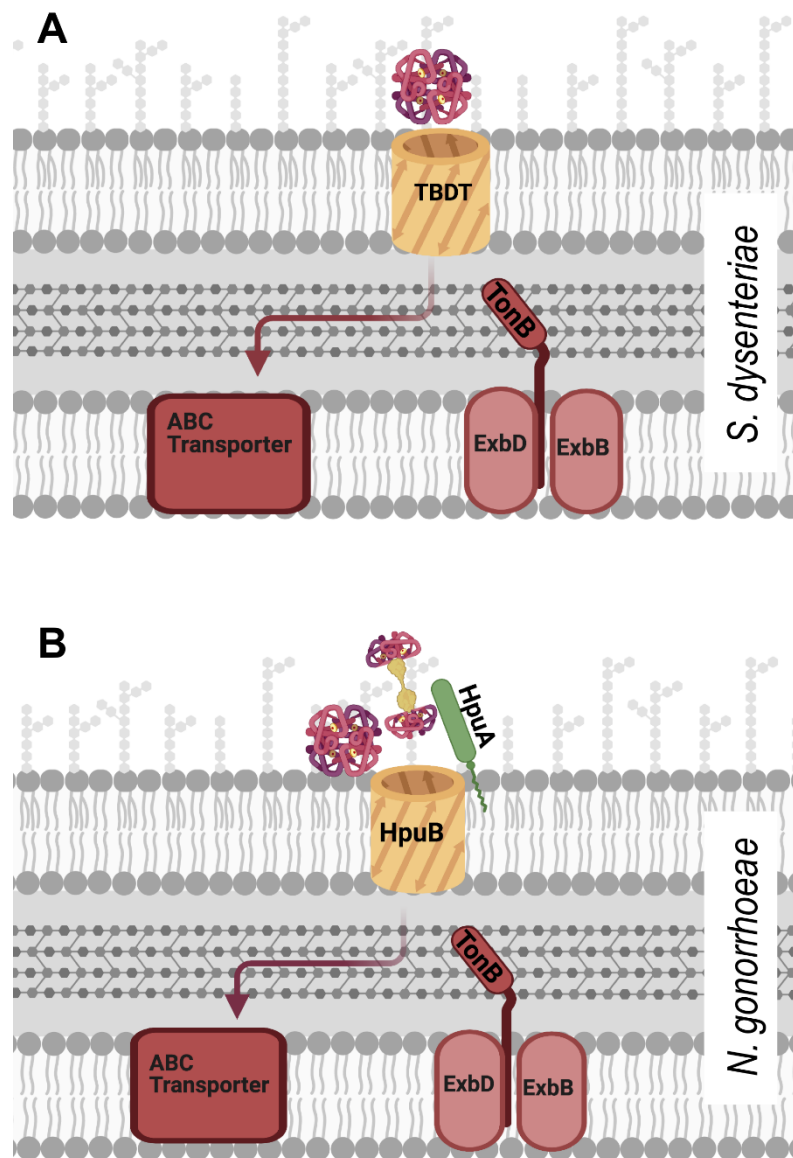 A
TBDT
TonB
S. dysenteriae
ABC
Transporter
ExbD
ExbB
B
HpuA
HpuB
TonB
N. gonorrhoeae
ABC
Transporter
ExbD
ExbB